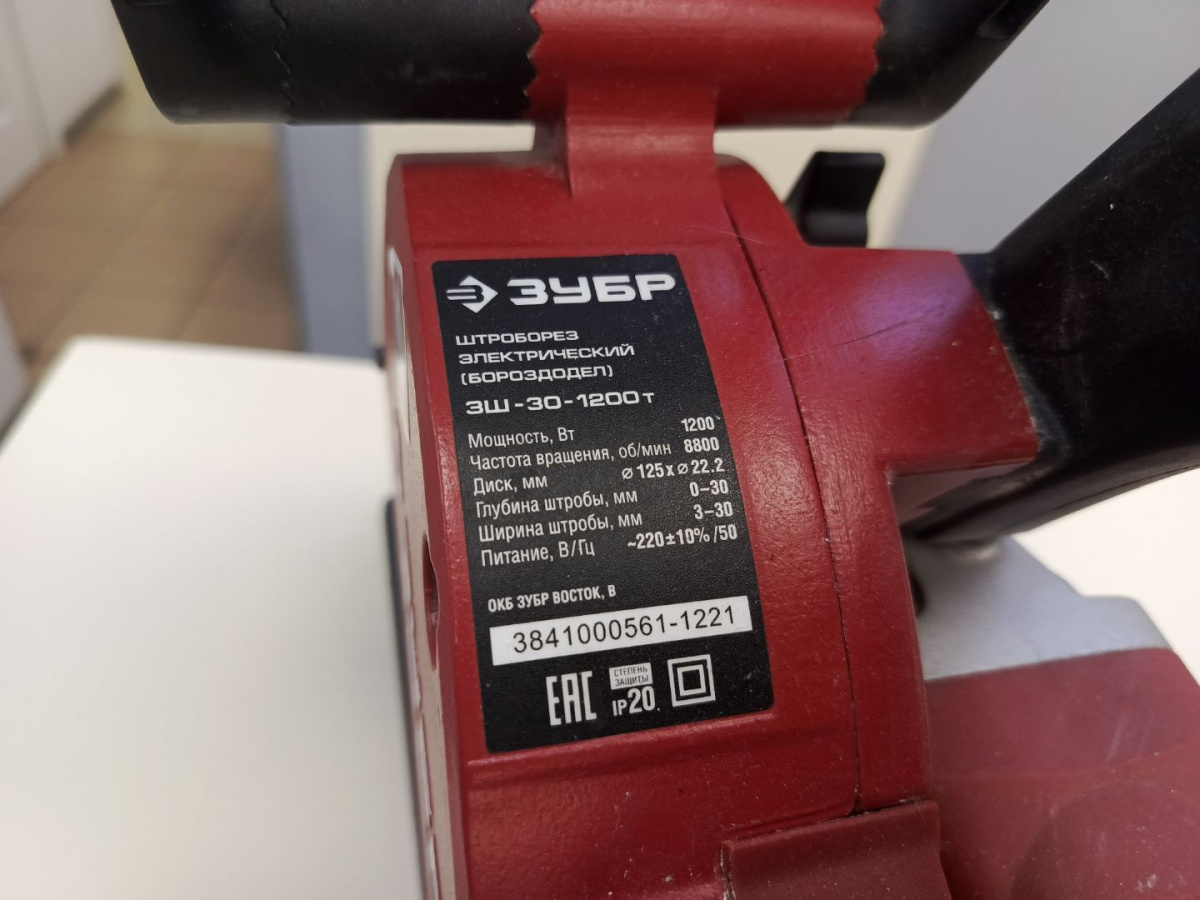 ЗУБР
ШТРОБОРЕЗ
ЭЛЕКТРИЧЕСКИЙ
(БОРОЗДОДЕЛ)
ЗШ-30-1200 т
Мощность, Вт 1200
Частота вращения, об/мин 8800
Диск, мм ⌀ 125 x ⌀ 22.2
Глубина штробы, мм 0–30
Ширина штробы, мм 3–30
Питание, В/Гц ~220±10% /50
ОКБ ЗУБР ВОСТОК, В
3841000561-1221
EAC СТЕПЕНЬ
ЗАЩИТЫ
IP20.